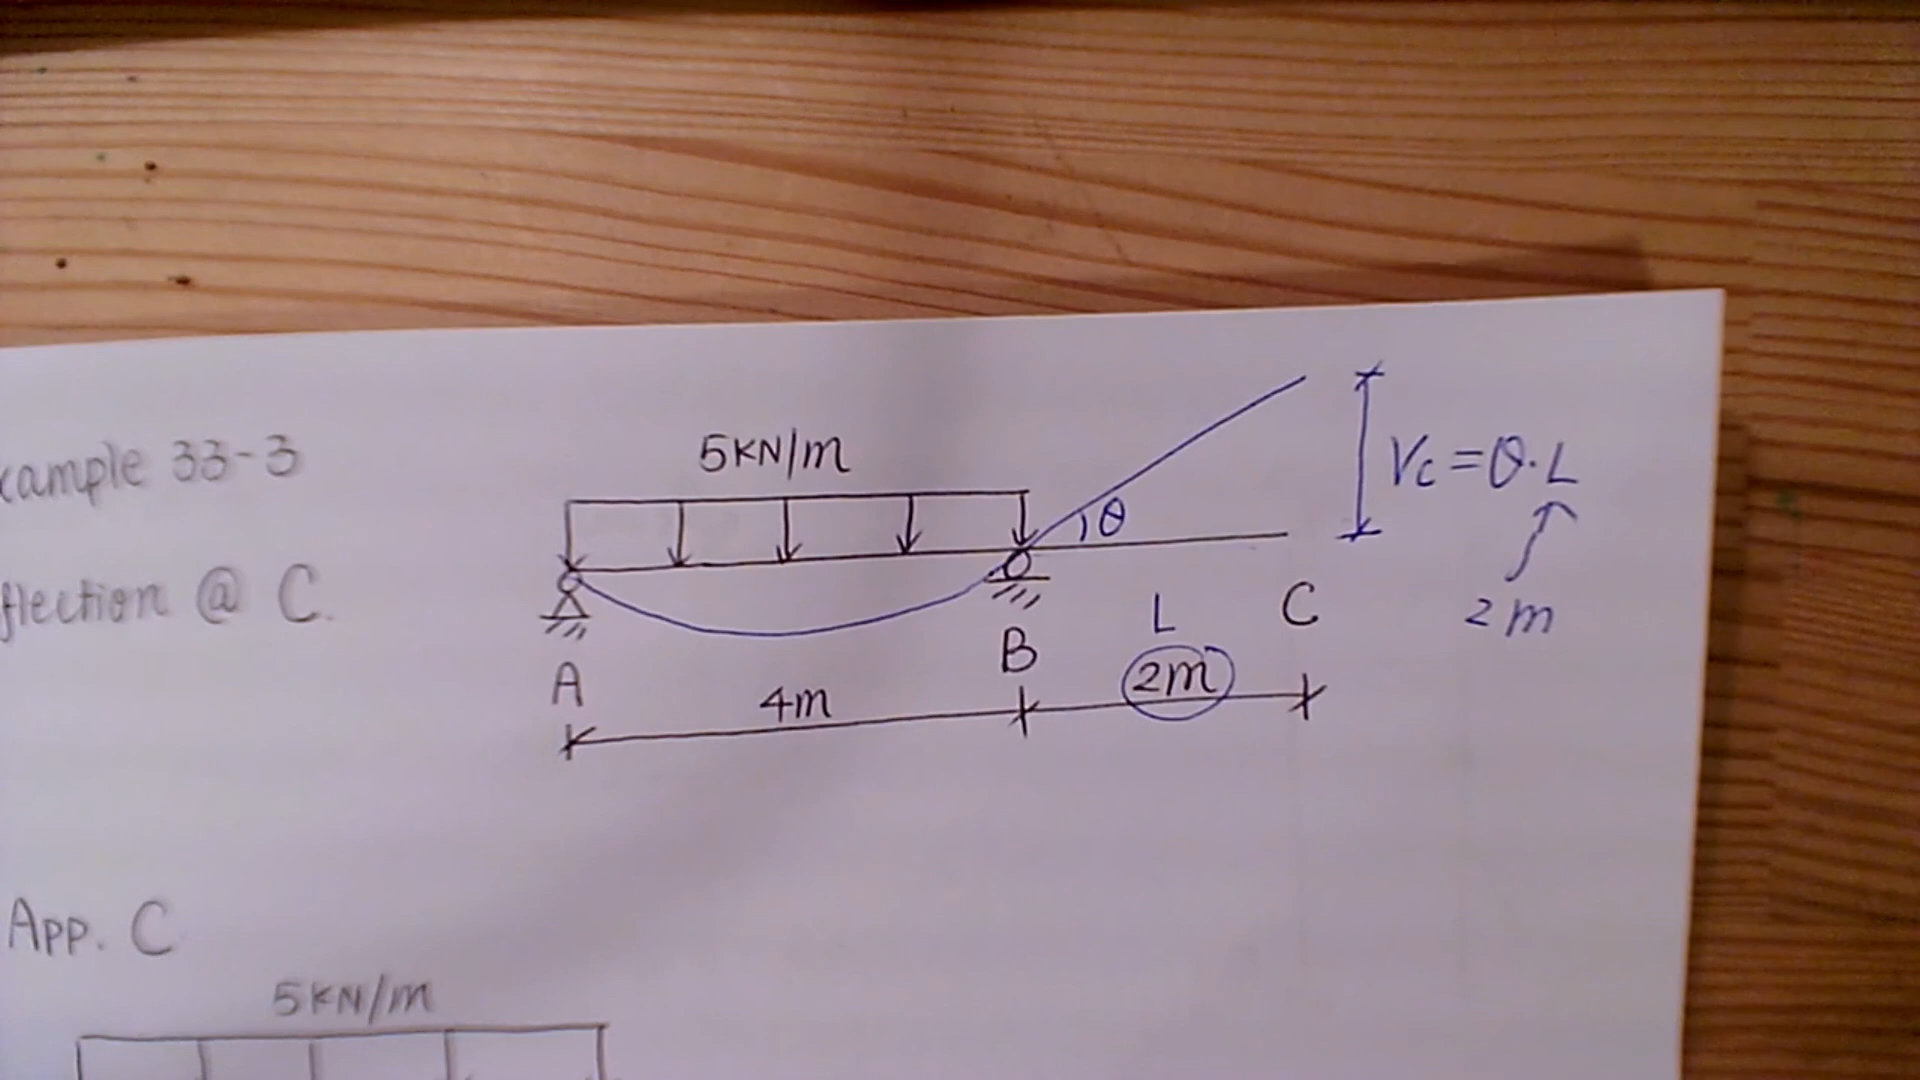 xample 33-3
flection @ C.
5KN/m
θ
Vc = θ·L
2m
A
B
C
L
4m
2m
App. C
5KN/m